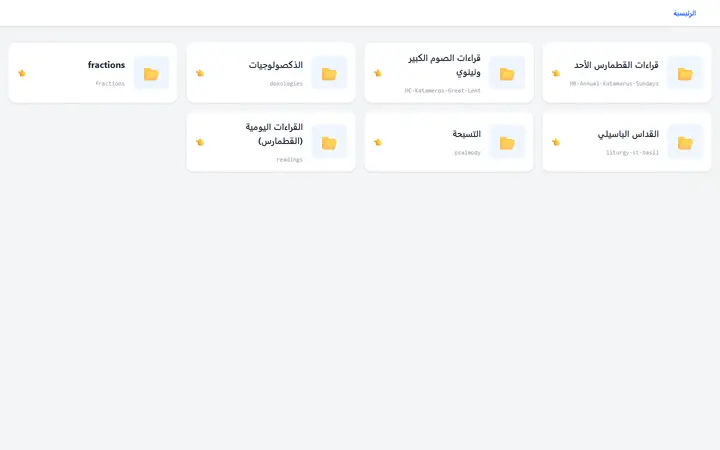 الرئيسية
قراءات القطمارس الأحد
HR-Annual-Katamarus-Sundays
قراءات الصوم الكبير
ونينوي
HC-Katameros-Great-Lent
الذكصولوجيات
doxologies
fractions
fractions
القداس الباسيلي
liturgy-st-basil
التسبحة
psalmody
القراءات اليومية
(القطمارس)
readings